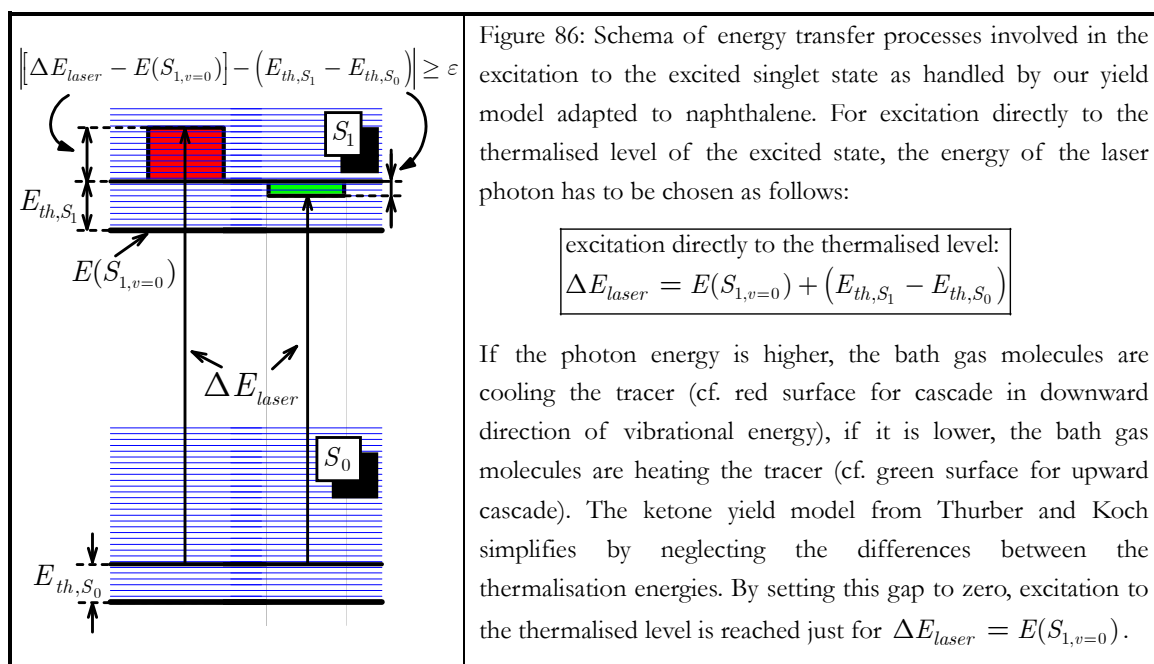 |[ΔE_laser − E(S_1,v=0)] − (E_th,S_1 − E_th,S_0)| ≥ ε
S_1
E_th,S_1
E(S_1,v=0)
ΔE_laser
S_0
E_th,S_0
Figure 86: Schema of energy transfer processes involved in the
excitation to the excited singlet state as handled by our yield
model adapted to naphthalene. For excitation directly to the
thermalised level of the excited state, the energy of the laser
photon has to be chosen as follows:
excitation directly to the thermalised level:
ΔE_laser = E(S_1,v=0) + (E_th,S_1 − E_th,S_0)
If the photon energy is higher, the bath gas molecules are
cooling the tracer (cf. red surface for cascade in downward
direction of vibrational energy), if it is lower, the bath gas
molecules are heating the tracer (cf. green surface for upward
cascade). The ketone yield model from Thurber and Koch
simplifies by neglecting the differences between the
thermalisation energies. By setting this gap to zero, excitation to
the thermalised level is reached just for ΔE_laser = E(S_1,v=0).